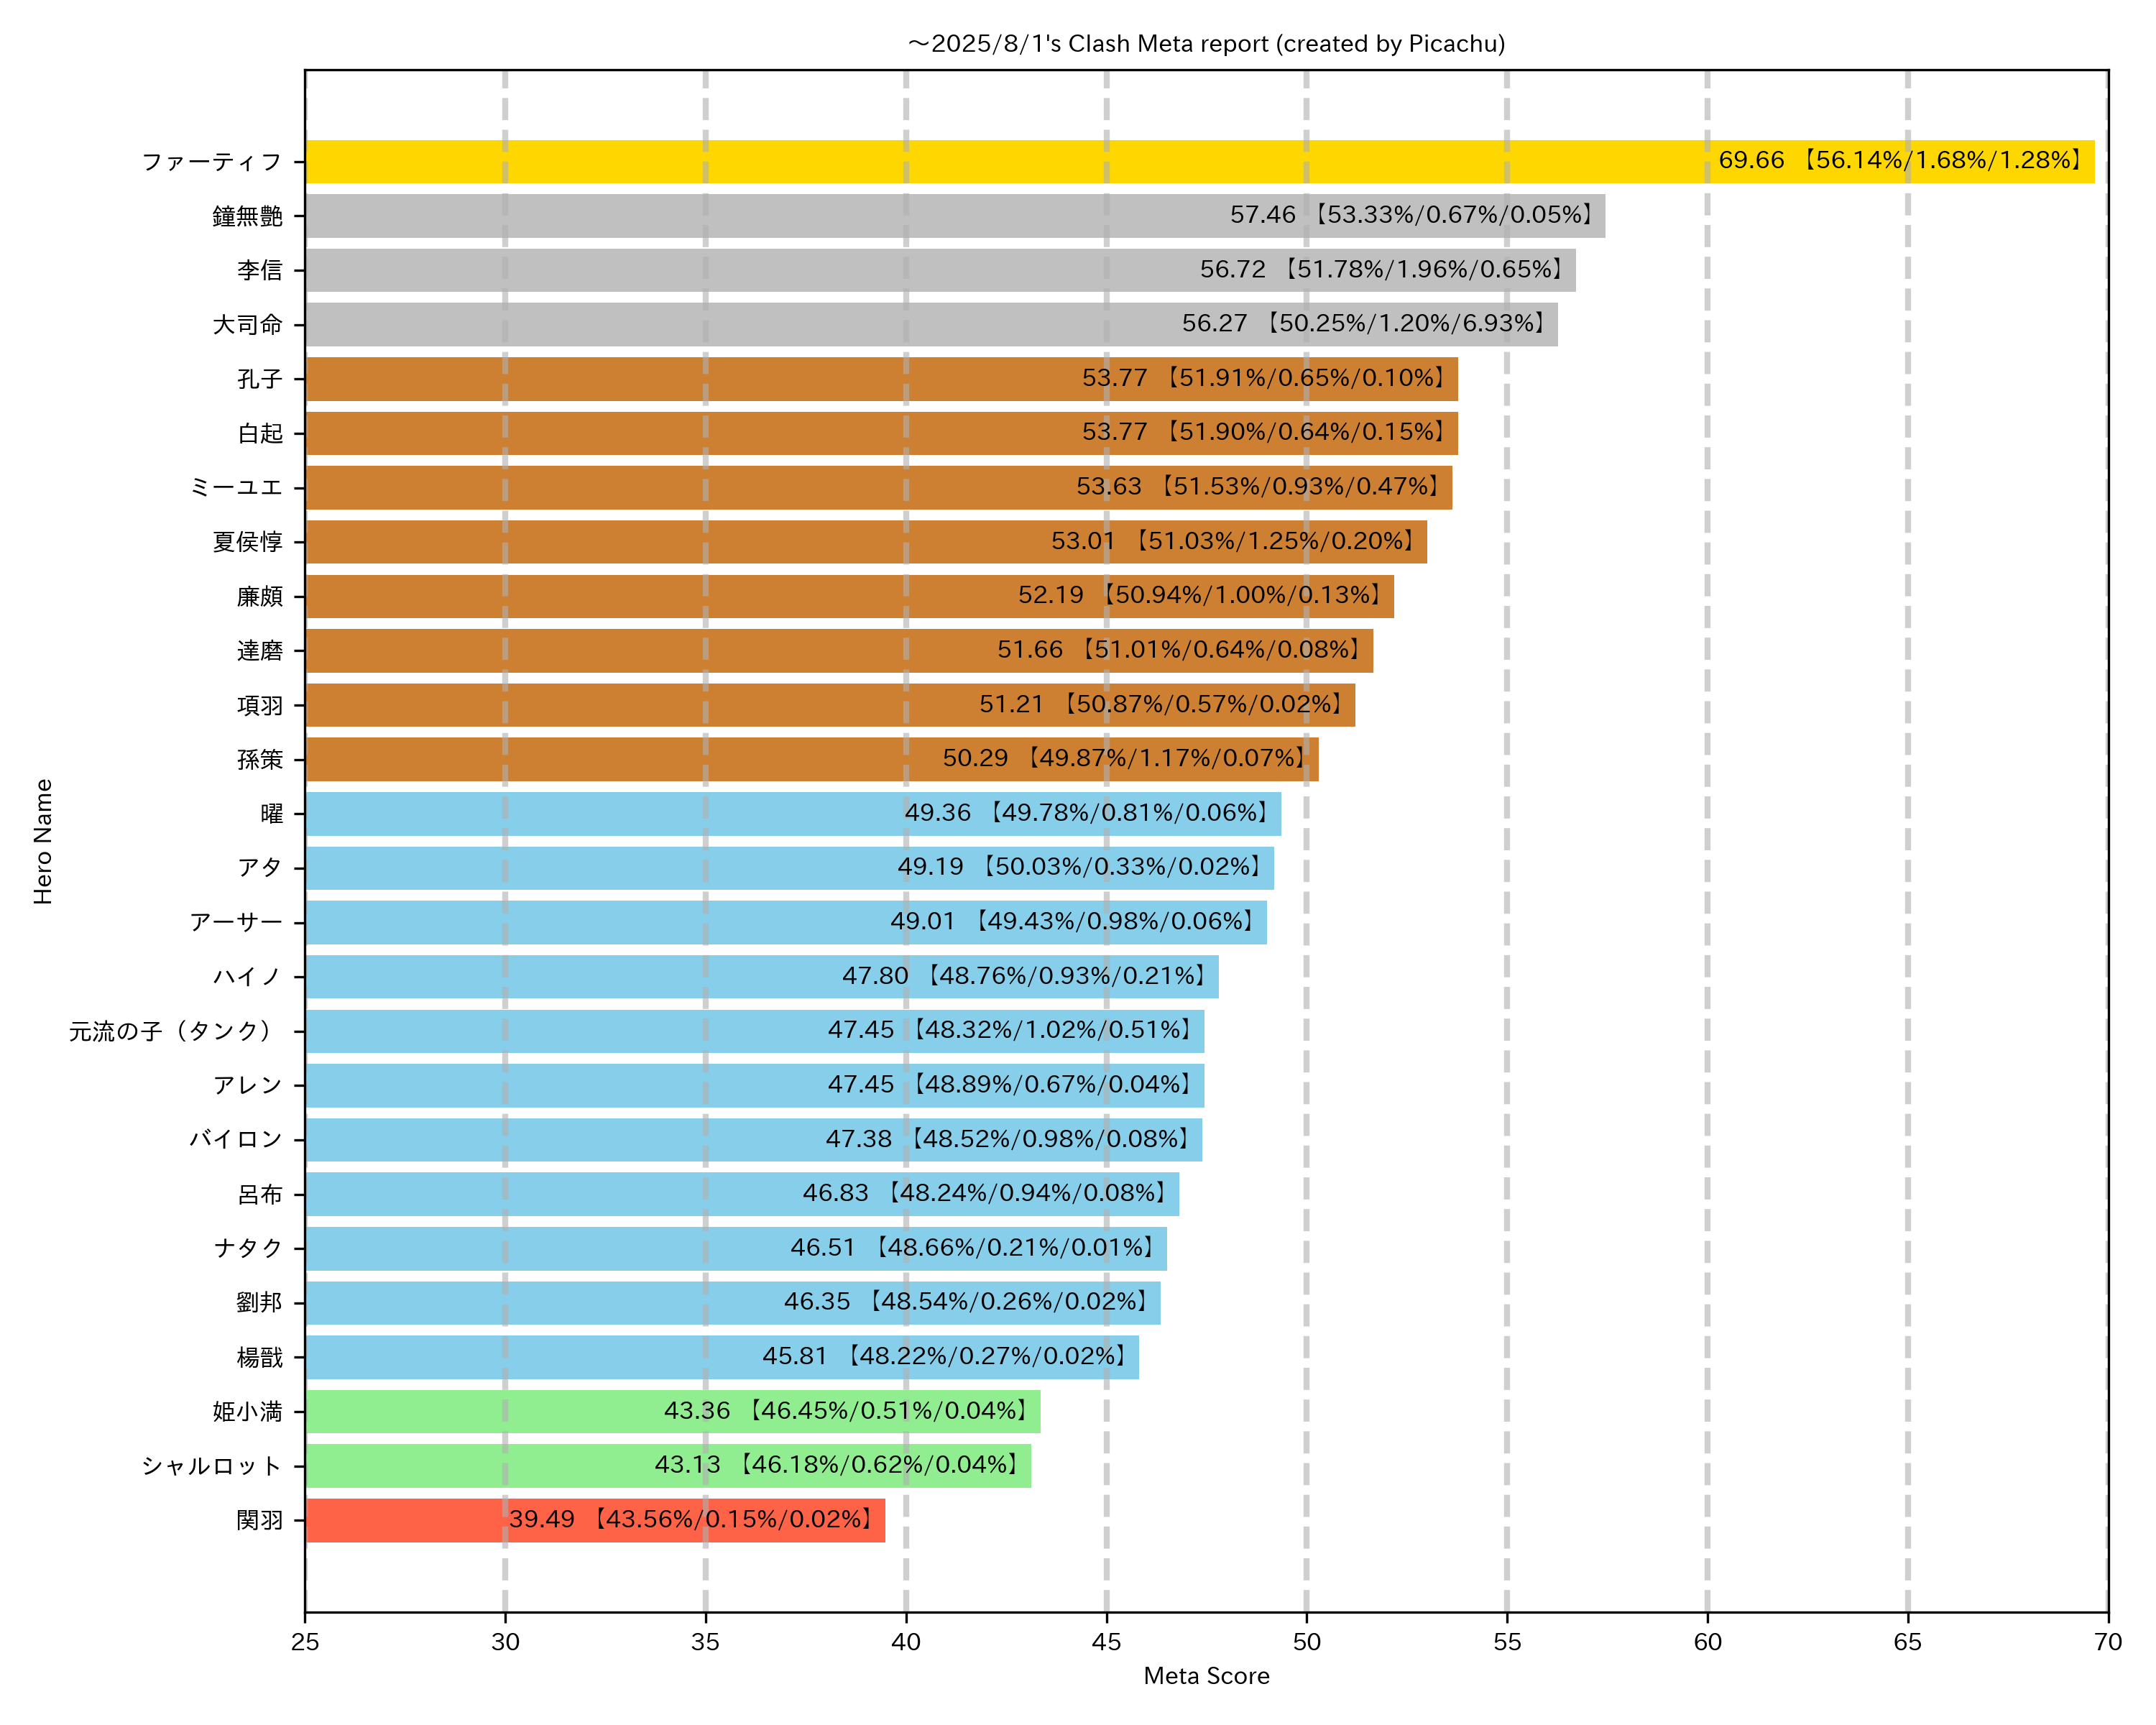 ～2025/8/1's Clash Meta report (created by Picachu)
ファーティフ 69.66 【56.14%/1.68%/1.28%】
鐘無艶 57.46 【53.33%/0.67%/0.05%】
李信 56.72 【51.78%/1.96%/0.65%】
大司命 56.27 【50.25%/1.20%/6.93%】
孔子 53.77 【51.91%/0.65%/0.10%】
白起 53.77 【51.90%/0.64%/0.15%】
ミーユエ 53.63 【51.53%/0.93%/0.47%】
夏侯惇 53.01 【51.03%/1.25%/0.20%】
廉頗 52.19 【50.94%/1.00%/0.13%】
達磨 51.66 【51.01%/0.64%/0.08%】
項羽 51.21 【50.87%/0.57%/0.02%】
孫策 50.29 【49.87%/1.17%/0.07%】
曜 49.36 【49.78%/0.81%/0.06%】
アタ 49.19 【50.03%/0.33%/0.02%】
アーサー 49.01 【49.43%/0.98%/0.06%】
ハイノ 47.80 【48.76%/0.93%/0.21%】
元流の子（タンク） 47.45 【48.32%/1.02%/0.51%】
アレン 47.45 【48.89%/0.67%/0.04%】
バイロン 47.38 【48.52%/0.98%/0.08%】
呂布 46.83 【48.24%/0.94%/0.08%】
ナタク 46.51 【48.66%/0.21%/0.01%】
劉邦 46.35 【48.54%/0.26%/0.02%】
楊戩 45.81 【48.22%/0.27%/0.02%】
姫小満 43.36 【46.45%/0.51%/0.04%】
シャルロット 43.13 【46.18%/0.62%/0.04%】
関羽 39.49 【43.56%/0.15%/0.02%】
Hero Name
25 30 35 40 45 50 55 60 65 70
Meta Score